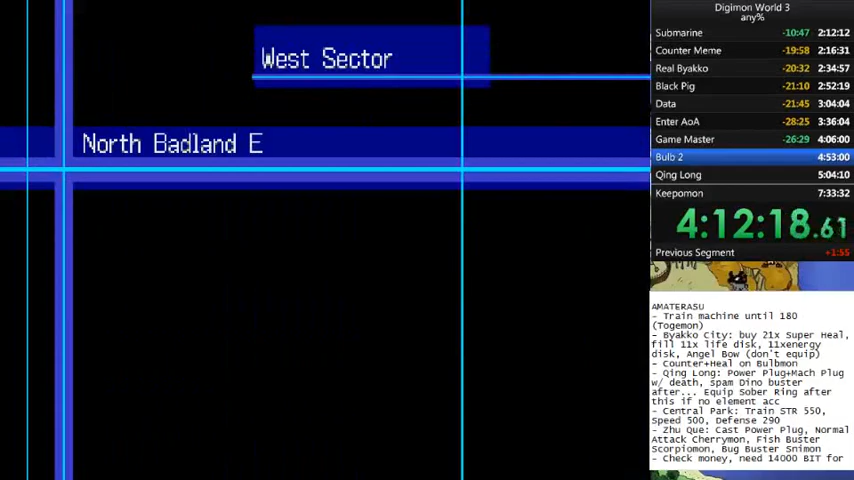 West Sector
North Badland E
Digimon World 3
any%
Submarine -10:47 2:12:12
Counter Meme -19:58 2:16:31
Real Byakko -20:32 2:34:57
Black Pig -21:10 2:52:19
Data -21:45 3:04:04
Enter AoA -28:25 3:36:04
Game Master -26:29 4:06:00
Bulb 2 4:53:00
Qing Long 5:04:10
Keepomon 7:33:32
4:12:18.61
Previous Segment +1:55
AMATERASU
- Train machine until 180
(Togemon)
- Byakko City: buy 21x Super Heal,
fill 11x life disk, 11xenergy
disk, Angel Bow (don't equip)
- Counter+Heal on Bulbmon
- Qing Long: Power Plug+Mach Plug
w/ death, spam Dino buster
after... Equip Sober Ring after
this if no element acc
- Central Park: Train STR 550,
Speed 500, Defense 290
- Zhu Que: Cast Power Plug, Normal
Attack Cherrymon, Fish Buster
Scorpiomon, Bug Buster Snimon
- Check money, need 14000 BIT for